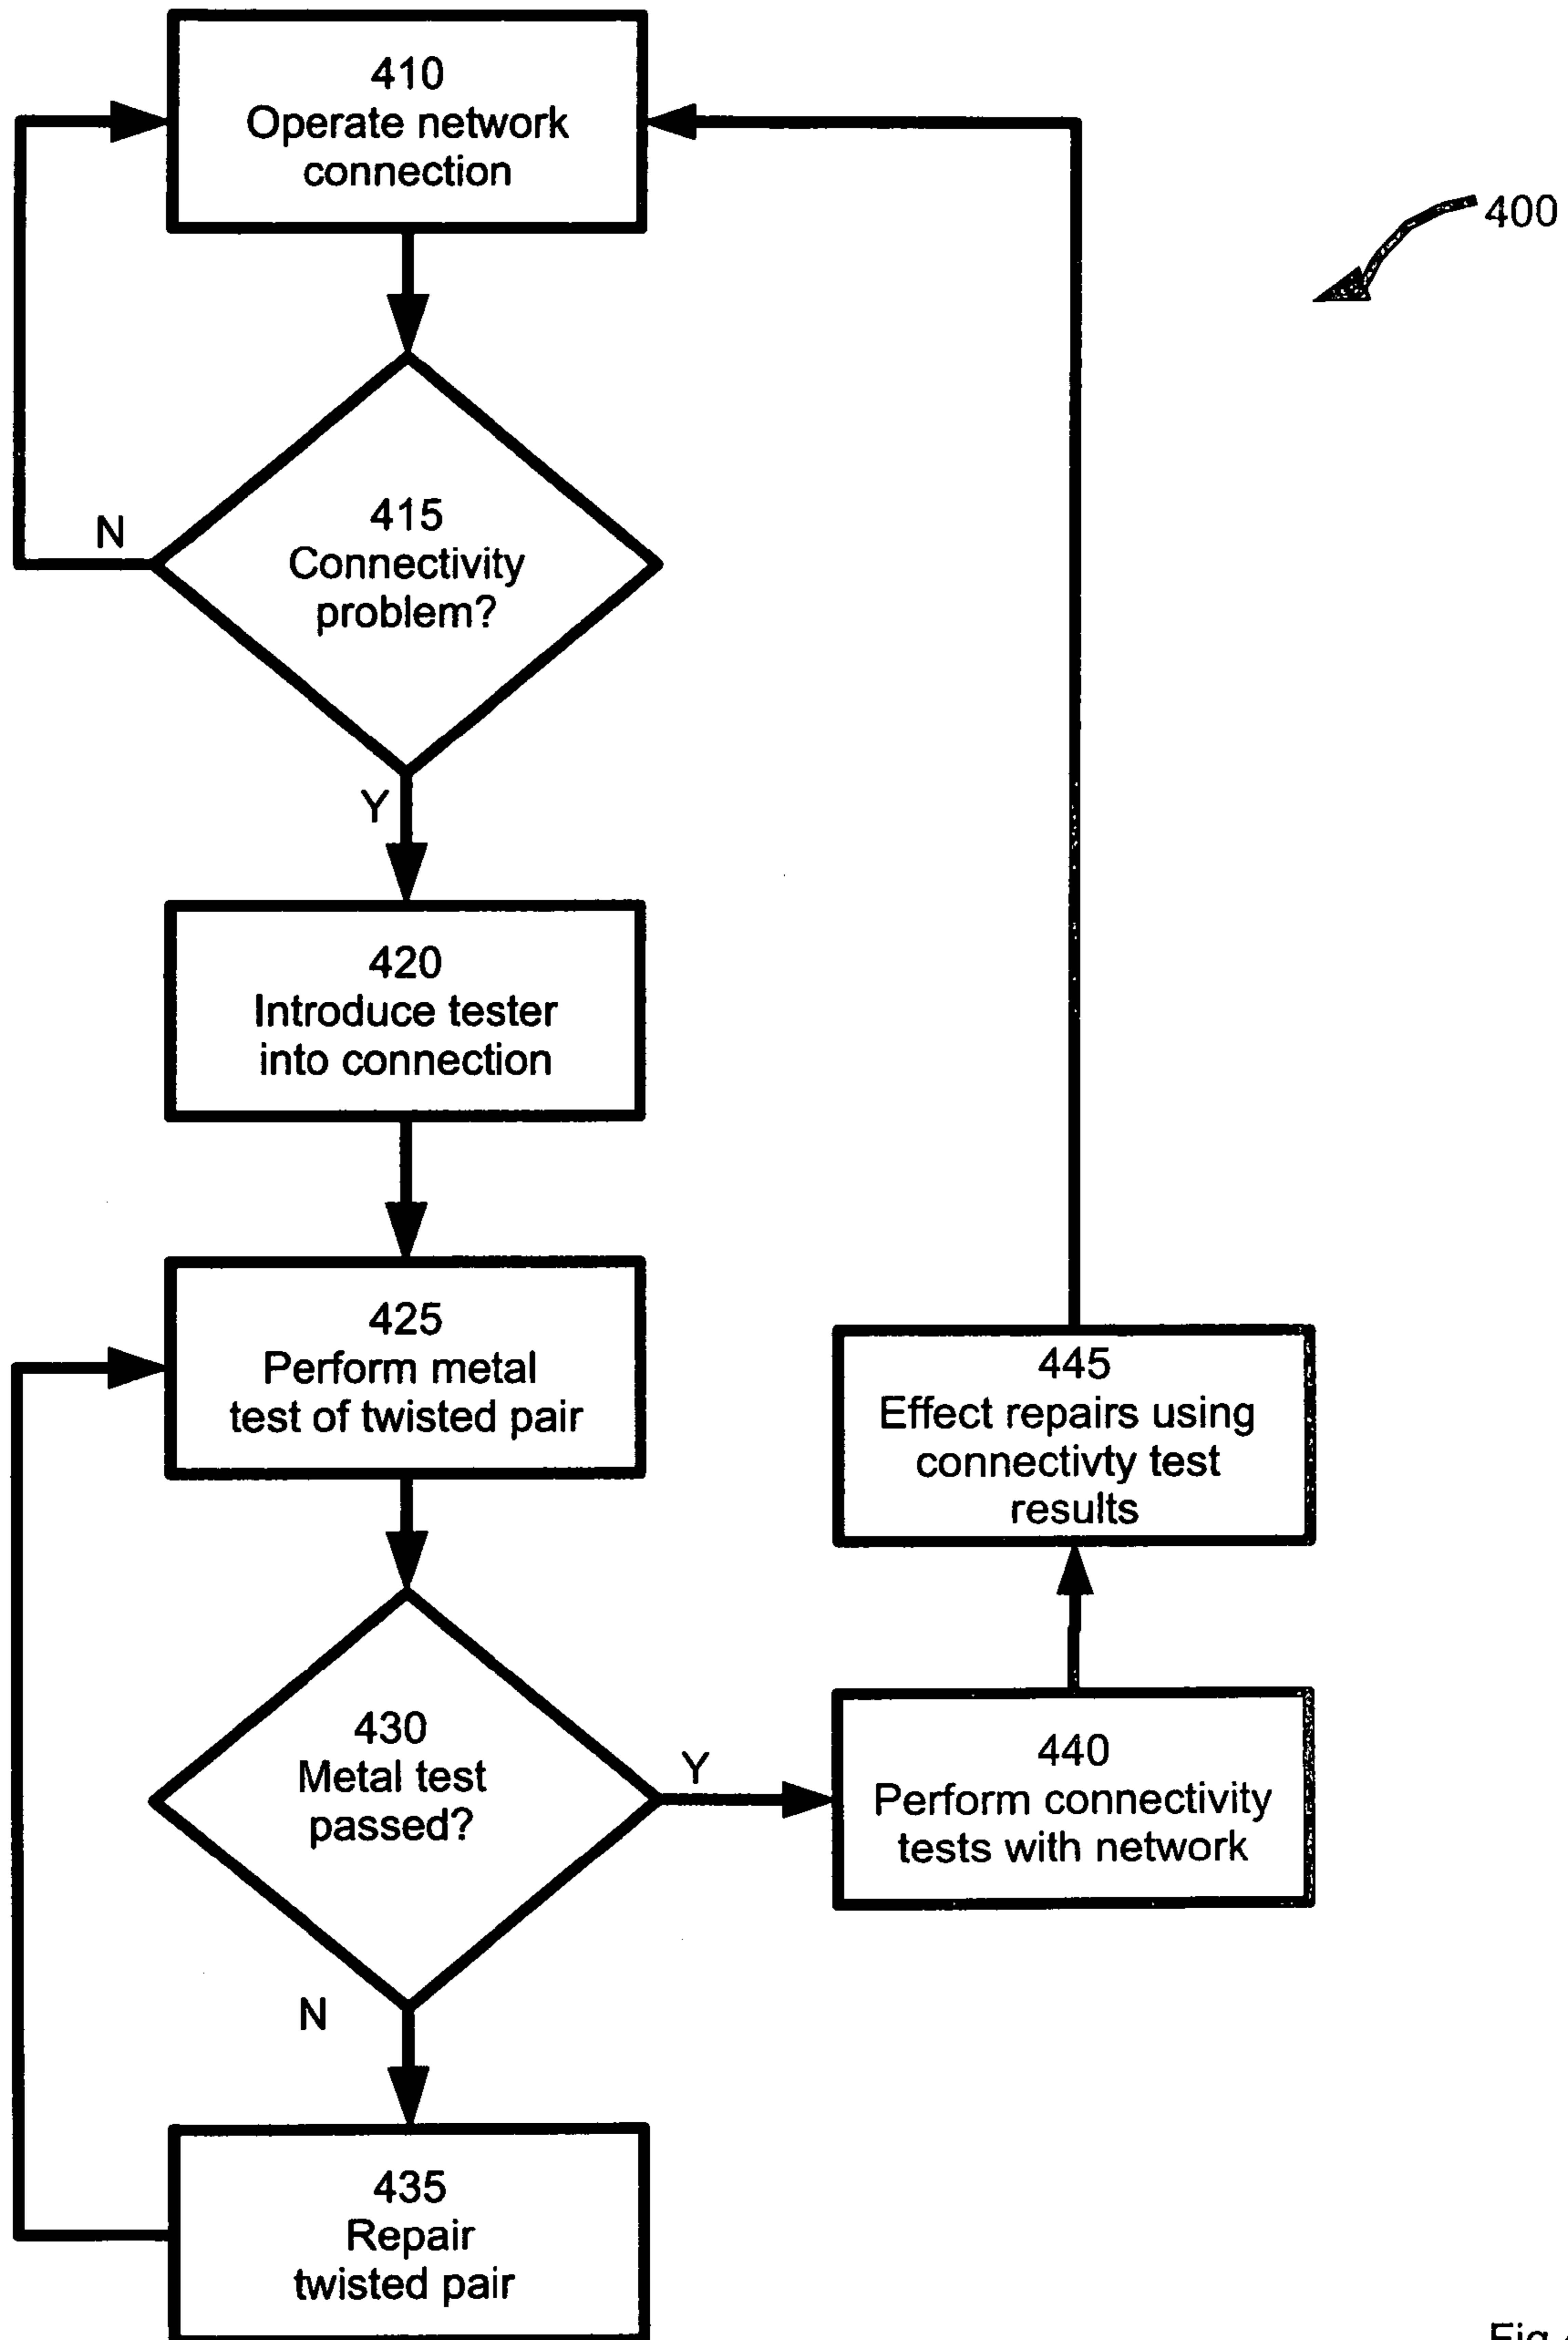 410
Operate network
connection
400
415
Connectivity
problem?
N
Y
420
Introduce tester
into connection
425
Perform metal
test of twisted pair
445
Effect repairs using
connectivty test
results
430
Metal test
passed?
Y
440
Perform connectivity
tests with network
N
435
Repair
twisted pair